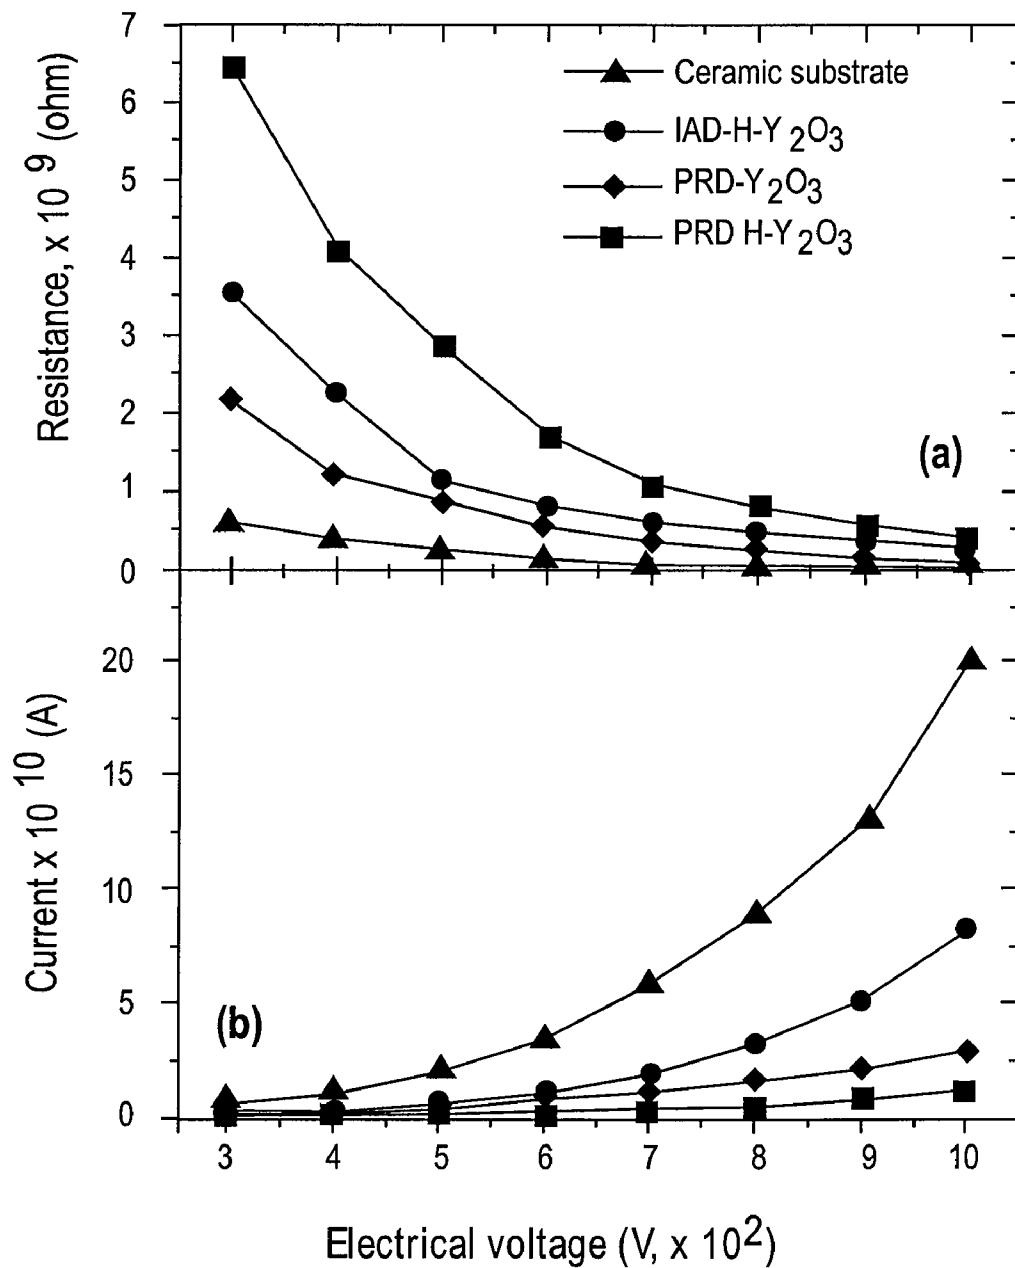 7
6
5
4
3
2
1
0
Resistance, x 10 9 (ohm)
Ceramic substrate
IAD-H-Y 2O3
PRD-Y2O3
PRD H-Y2O3
(a)
20
15
10
5
0
Current x 10 10 (A)
(b)
3 4 5 6 7 8 9 10
Electrical voltage (V, x 102)